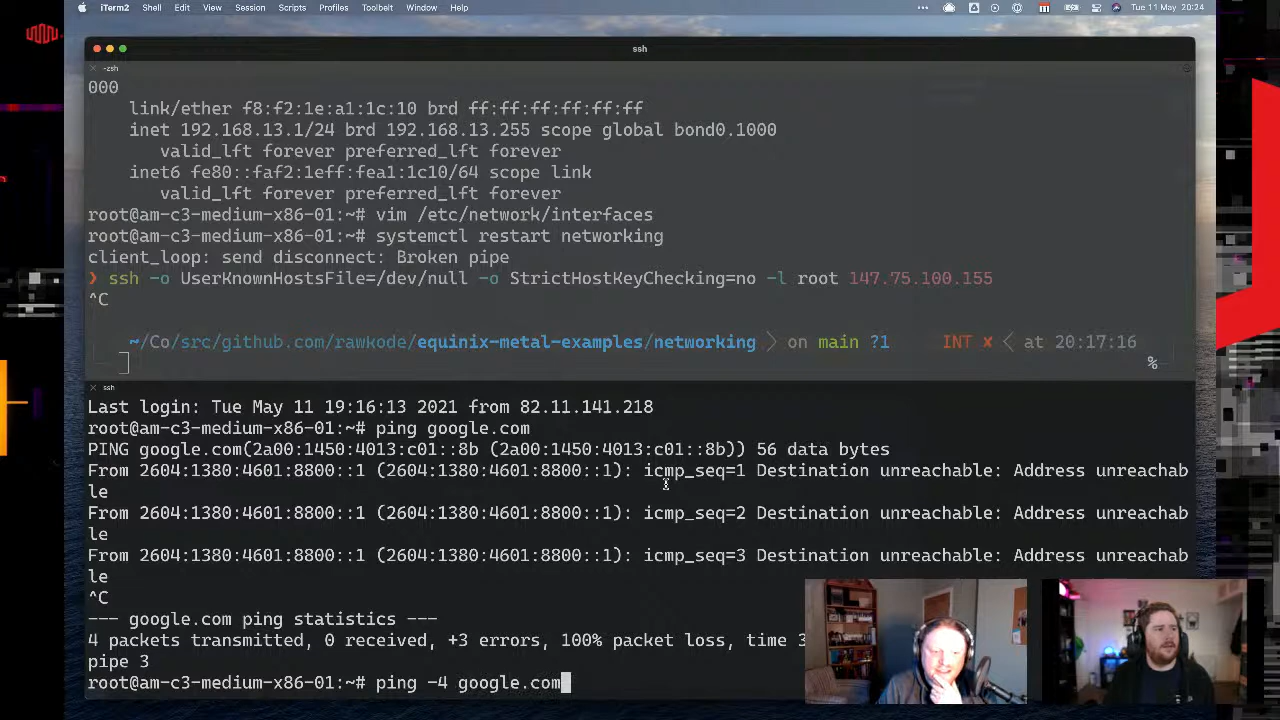 iTerm2 Shell Edit View Session Scripts Profiles Toolbelt Window Help
Tue 11 May 20:24
ssh
-zsh
000
link/ether f8:f2:1e:a1:1c:10 brd ff:ff:ff:ff:ff:ff
inet 192.168.13.1/24 brd 192.168.13.255 scope global bond0.1000
valid_lft forever preferred_lft forever
inet6 fe80::faf2:1eff:fea1:1c10/64 scope link
valid_lft forever preferred_lft forever
root@am-c3-medium-x86-01:~# vim /etc/network/interfaces
root@am-c3-medium-x86-01:~# systemctl restart networking
client_loop: send disconnect: Broken pipe
❯ ssh -o UserKnownHostsFile=/dev/null -o StrictHostKeyChecking=no -l root 147.75.100.155
^C
~/Co/src/github.com/rawkode/equinix-metal-examples/networking on main ?1 INT ✘ at 20:17:16
%
ssh
Last login: Tue May 11 19:16:13 2021 from 82.11.141.218
root@am-c3-medium-x86-01:~# ping google.com
PING google.com(2a00:1450:4013:c01::8b (2a00:1450:4013:c01::8b)) 56 data bytes
From 2604:1380:4601:8800::1 (2604:1380:4601:8800::1): icmp_seq=1 Destination unreachable: Address unreachab
le
From 2604:1380:4601:8800::1 (2604:1380:4601:8800::1): icmp_seq=2 Destination unreachable: Address unreachab
le
From 2604:1380:4601:8800::1 (2604:1380:4601:8800::1): icmp_seq=3 Destination unreachable: Address unreachab
le
^C
--- google.com ping statistics ---
4 packets transmitted, 0 received, +3 errors, 100% packet loss, time 3
pipe 3
root@am-c3-medium-x86-01:~# ping -4 google.com